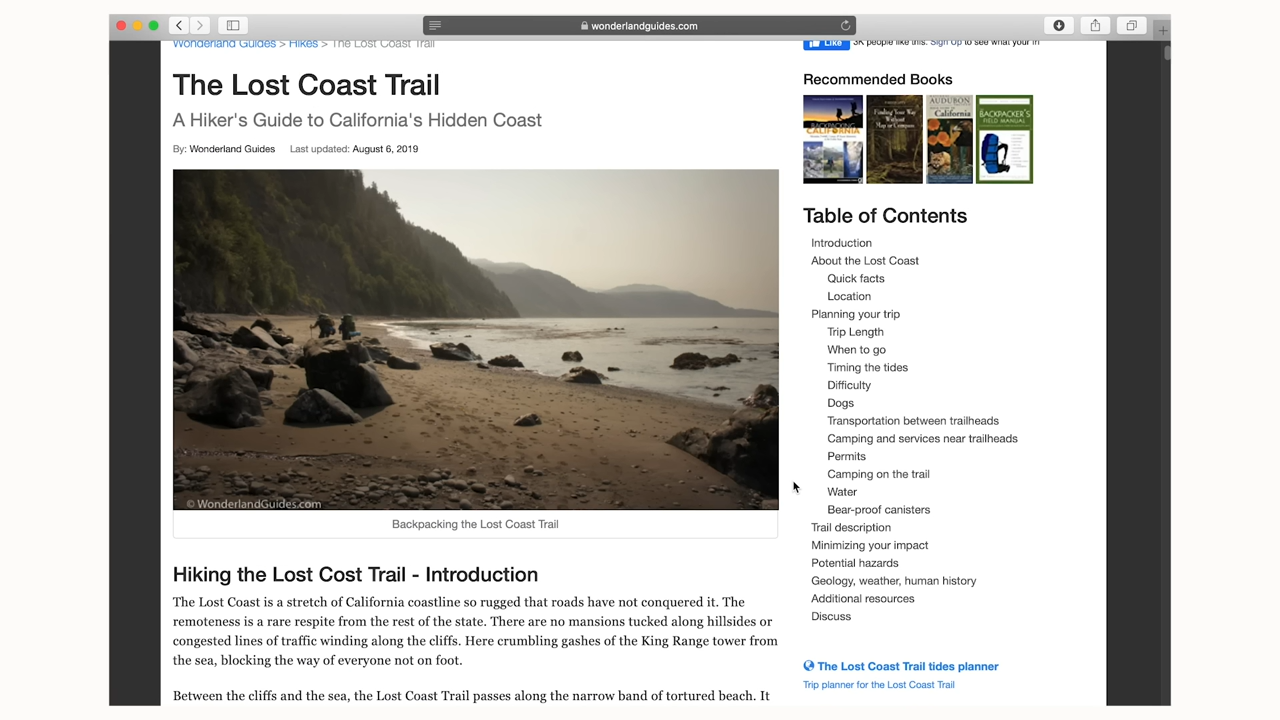 wonderlandguides.com
Wonderland Guides > Hikes > The Lost Coast Trail
The Lost Coast Trail
A Hiker's Guide to California's Hidden Coast
By: Wonderland Guides Last updated: August 6, 2019
© WonderlandGuides.com
Backpacking the Lost Coast Trail
Hiking the Lost Cost Trail - Introduction
The Lost Coast is a stretch of California coastline so rugged that roads have not conquered it. The
remoteness is a rare respite from the rest of the state. There are no mansions tucked along hillsides or
congested lines of traffic winding along the cliffs. Here crumbling gashes of the King Range tower from
the sea, blocking the way of everyone not on foot.
Between the cliffs and the sea, the Lost Coast Trail passes along the narrow band of tortured beach. It
Like 3K people like this. Sign Up to see what your fri
Recommended Books
BACKPACKING
CALIFORNIA
Finding Your Way
Without
Map or Compass
AUDUBON
California
BACKPACKER'S
FIELD MANUAL
Table of Contents
Introduction
About the Lost Coast
Quick facts
Location
Planning your trip
Trip Length
When to go
Timing the tides
Difficulty
Dogs
Transportation between trailheads
Camping and services near trailheads
Permits
Camping on the trail
Water
Bear-proof canisters
Trail description
Minimizing your impact
Potential hazards
Geology, weather, human history
Additional resources
Discuss
The Lost Coast Trail tides planner
Trip planner for the Lost Coast Trail